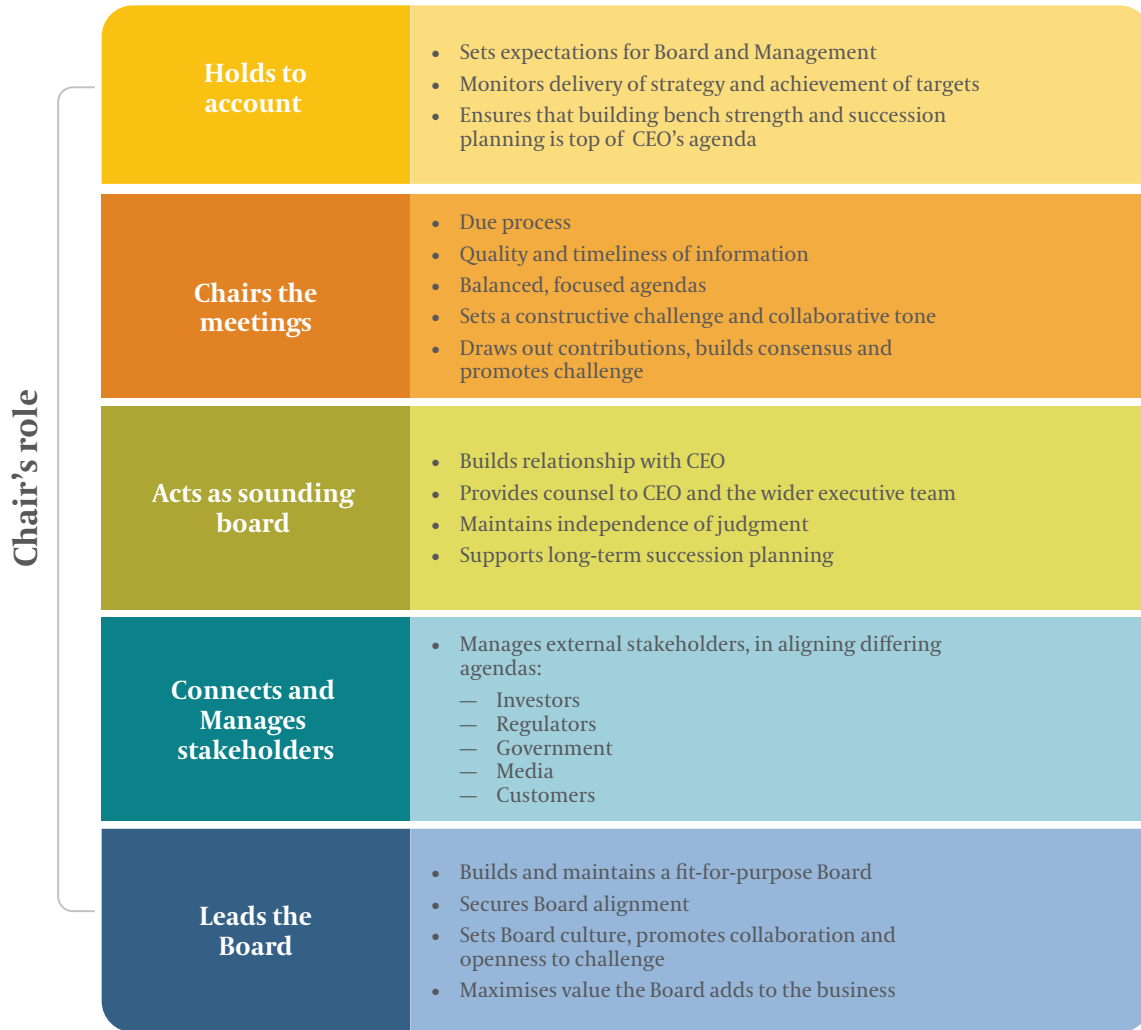 Chair's role
Holds to
account
• Sets expectations for Board and Management
• Monitors delivery of strategy and achievement of targets
• Ensures that building bench strength and succession
planning is top of CEO's agenda
Chairs the
meetings
• Due process
• Quality and timeliness of information
• Balanced, focused agendas
• Sets a constructive challenge and collaborative tone
• Draws out contributions, builds consensus and
promotes challenge
Acts as sounding
board
• Builds relationship with CEO
• Provides counsel to CEO and the wider executive team
• Maintains independence of judgment
• Supports long-term succession planning
Connects and
Manages
stakeholders
• Manages external stakeholders, in aligning differing
agendas:
— Investors
— Regulators
— Government
— Media
— Customers
Leads the
Board
• Builds and maintains a fit-for-purpose Board
• Secures Board alignment
• Sets Board culture, promotes collaboration and
openness to challenge
• Maximises value the Board adds to the business